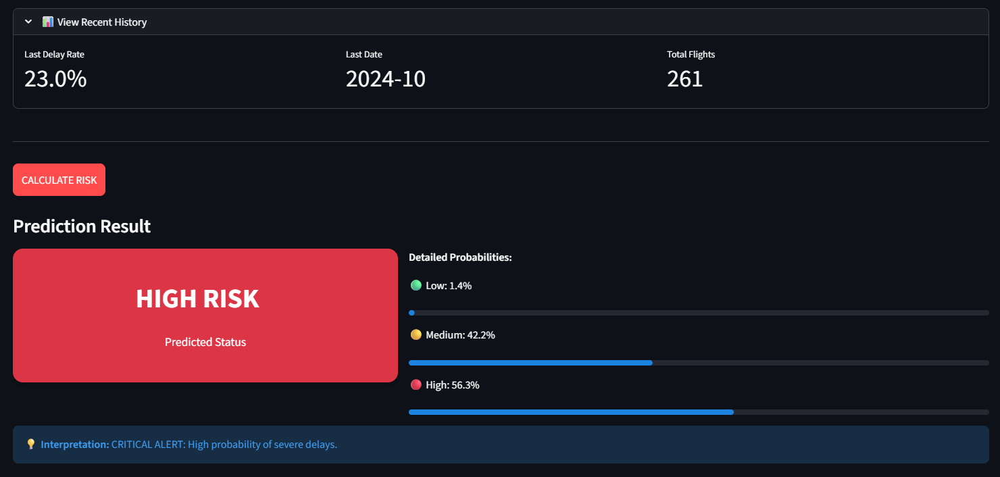 📊 View Recent History
Last Delay Rate
23.0%
Last Date
2024-10
Total Flights
261
CALCULATE RISK
Prediction Result
HIGH RISK
Predicted Status
Detailed Probabilities:
🟢 Low: 1.4%
🟡 Medium: 42.2%
🔴 High: 56.3%
💡 Interpretation: CRITICAL ALERT: High probability of severe delays.